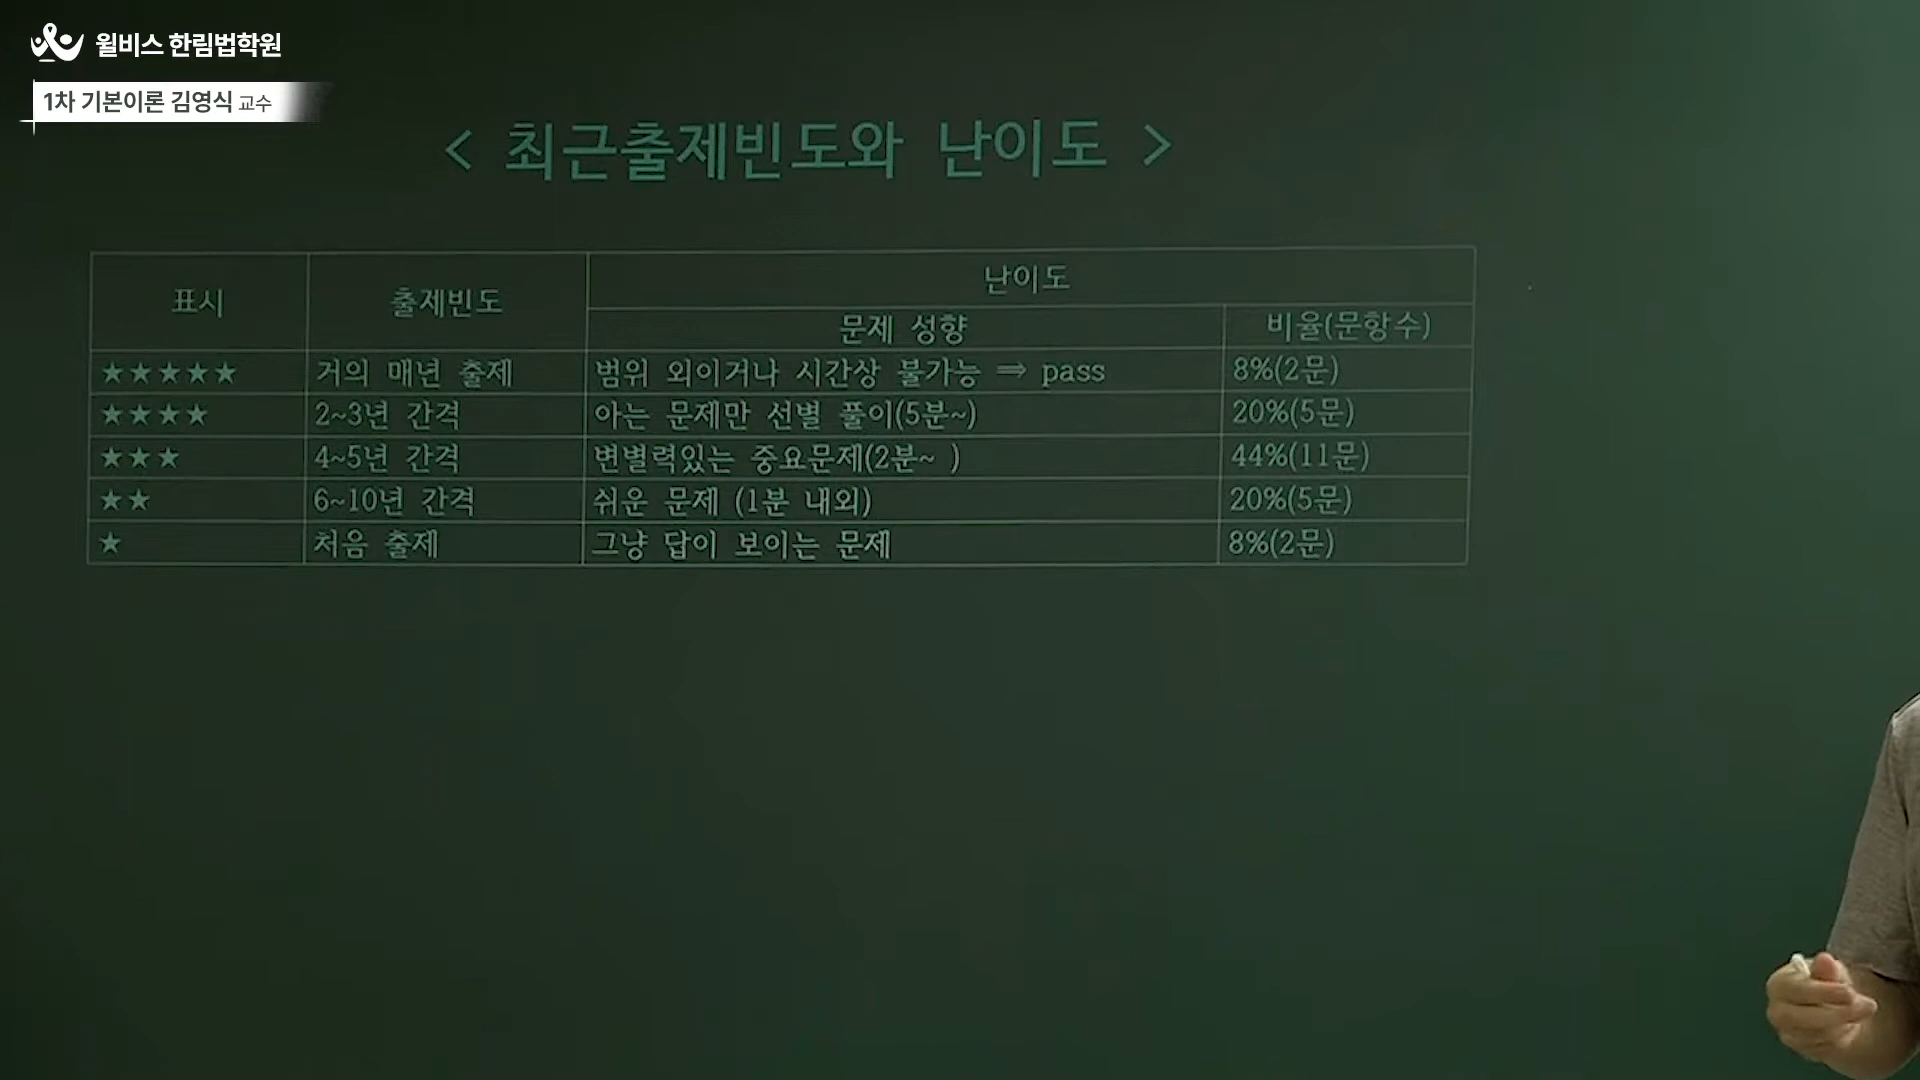 윌비스 한림법학원
1차 기본이론 김영식 교수
< 최근출제빈도와 난이도 >
표시 출제빈도 난이도
문제 성향 비율(문항수)
★★★★★ 거의 매년 출제 범위 외이거나 시간상 불가능 ⇒ pass 8%(2문)
★★★★ 2~3년 간격 아는 문제만 선별 풀이(5분~) 20%(5문)
★★★ 4~5년 간격 변별력있는 중요문제(2분~ ) 44%(11문)
★★ 6~10년 간격 쉬운 문제 (1분 내외) 20%(5문)
★ 처음 출제 그냥 답이 보이는 문제 8%(2문)